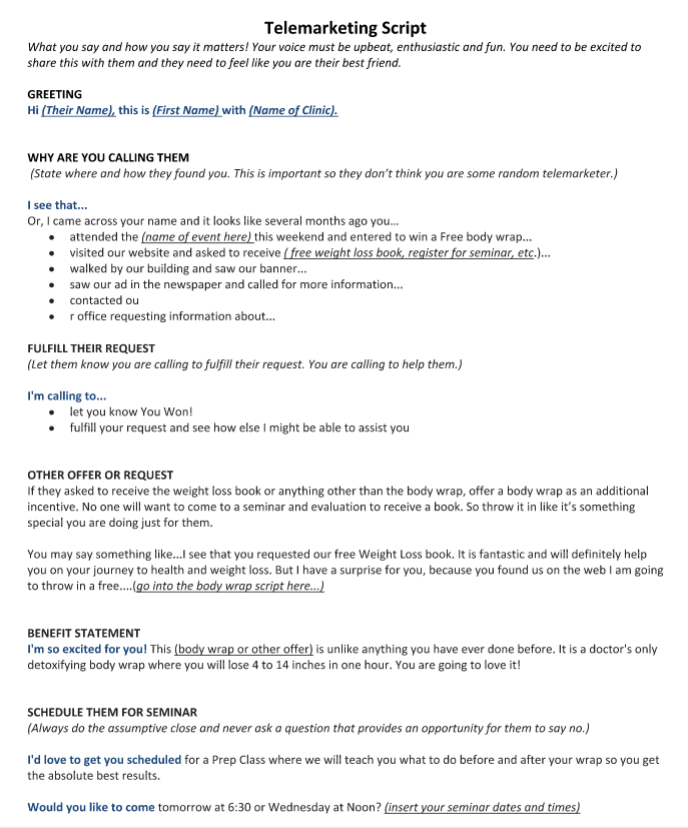 Telemarketing Script
What you say and how you say it matters! Your voice must be upbeat, enthusiastic and fun. You need to be excited to
share this with them and they need to feel like you are their best friend.
GREETING
Hi (Their Name), this is (First Name) with (Name of Clinic).
WHY ARE YOU CALLING THEM
(State where and how they found you. This is important so they don't think you are some random telemarketer.)
I see that...
Or, I came across your name and it looks like several months ago you...
• attended the (name of event here) this weekend and entered to win a Free body wrap...
• visited our website and asked to receive ( free weight loss book, register for seminar, etc.)...
• walked by our building and saw our banner...
• saw our ad in the newspaper and called for more information...
• contacted ou
• r office requesting information about...
FULFILL THEIR REQUEST
(Let them know you are calling to fulfill their request. You are calling to help them.)
I'm calling to...
• let you know You Won!
• fulfill your request and see how else I might be able to assist you
OTHER OFFER OR REQUEST
If they asked to receive the weight loss book or anything other than the body wrap, offer a body wrap as an additional
incentive. No one will want to come to a seminar and evaluation to receive a book. So throw it in like it's something
special you are doing just for them.
You may say something like...I see that you requested our free Weight Loss book. It is fantastic and will definitely help
you on your journey to health and weight loss. But I have a surprise for you, because you found us on the web I am going
to throw in a free....(go into the body wrap script here...)
BENEFIT STATEMENT
I'm so excited for you! This (body wrap or other offer) is unlike anything you have ever done before. It is a doctor's only
detoxifying body wrap where you will lose 4 to 14 inches in one hour. You are going to love it!
SCHEDULE THEM FOR SEMINAR
(Always do the assumptive close and never ask a question that provides an opportunity for them to say no.)
I'd love to get you scheduled for a Prep Class where we will teach you what to do before and after your wrap so you get
the absolute best results.
Would you like to come tomorrow at 6:30 or Wednesday at Noon? (insert your seminar dates and times)